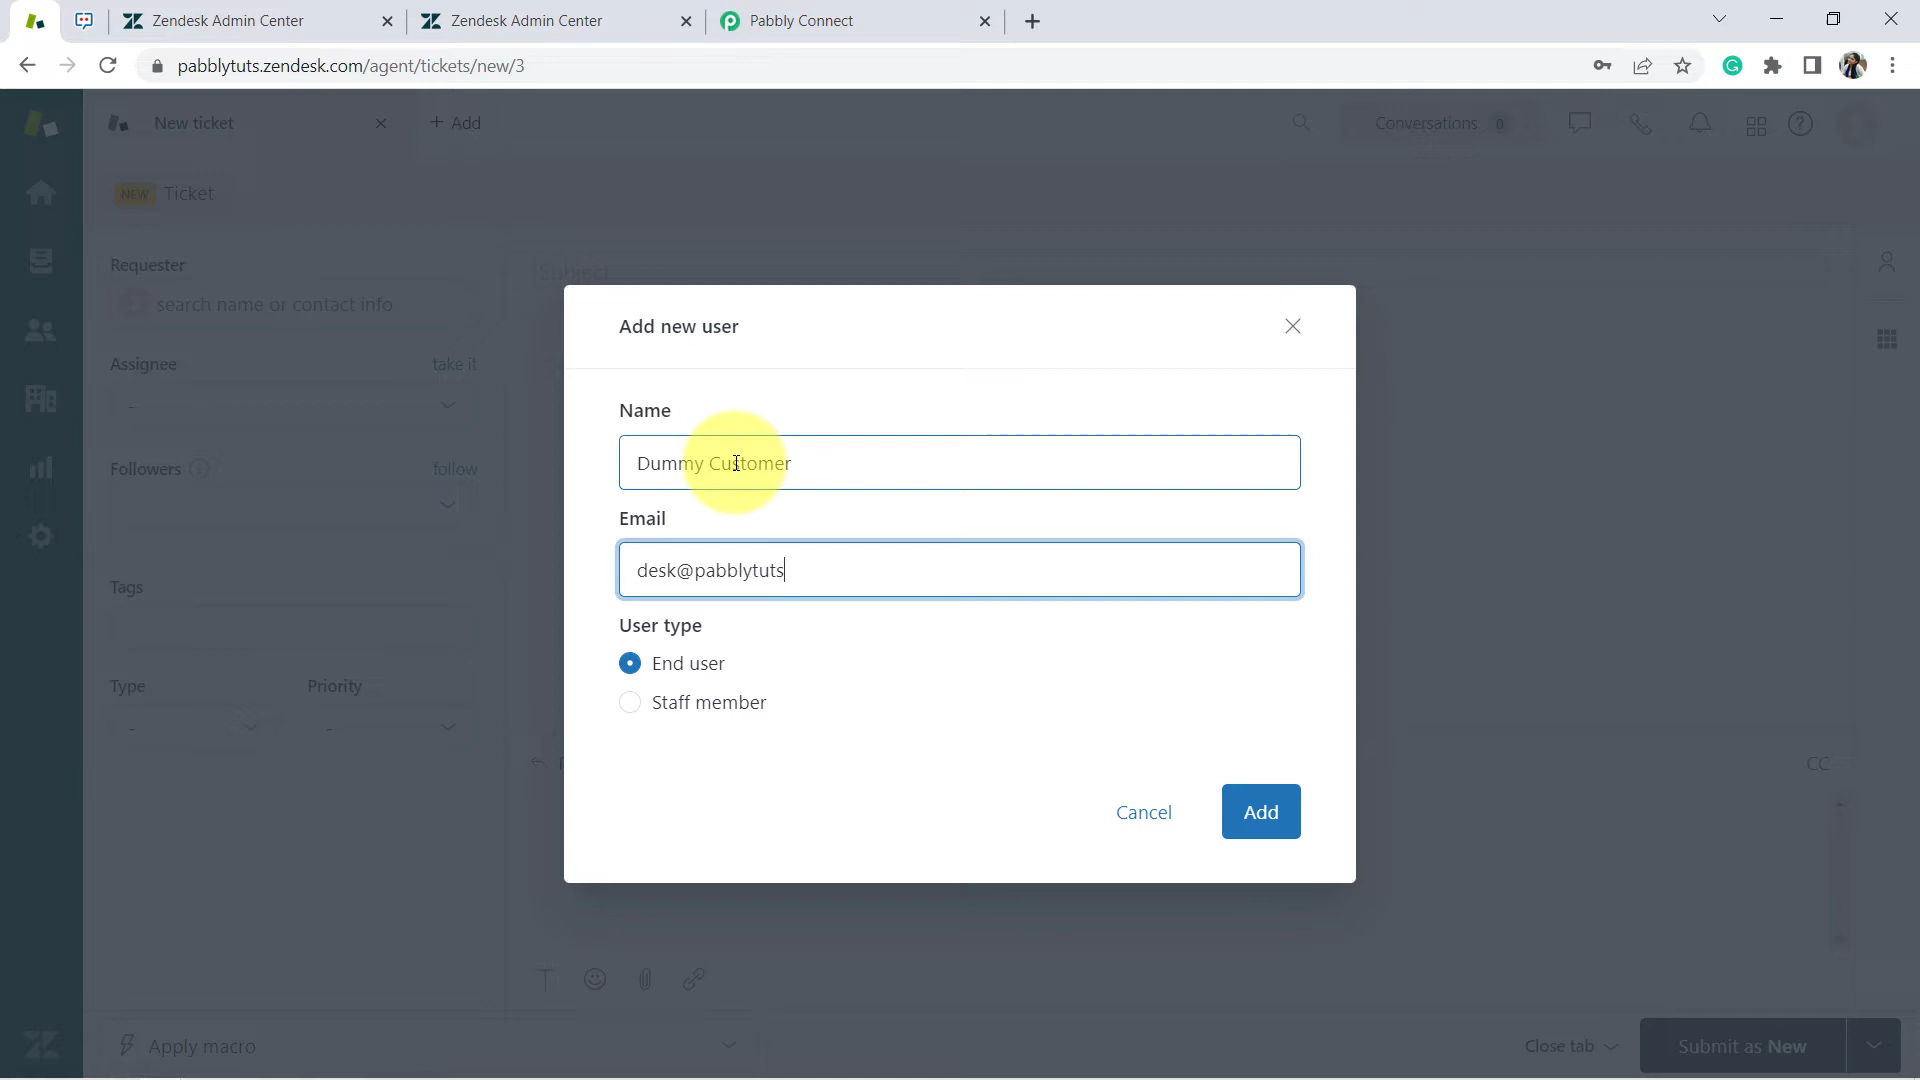 Zendesk Admin Center
Zendesk Admin Center
Pabbly Connect
pabblytuts.zendesk.com/agent/tickets/new/3
New ticket
+ Add
Conversations 0
NEW Ticket
Requester
search name or contact info
Subject
Assignee
take it
-
Followers
follow
Tags
Type
Priority
-
-
Add new user
Name
Dummy Customer
Email
desk@pabblytuts
User type
End user
Staff member
Cancel
Add
CC
Apply macro
Close tab
Submit as New